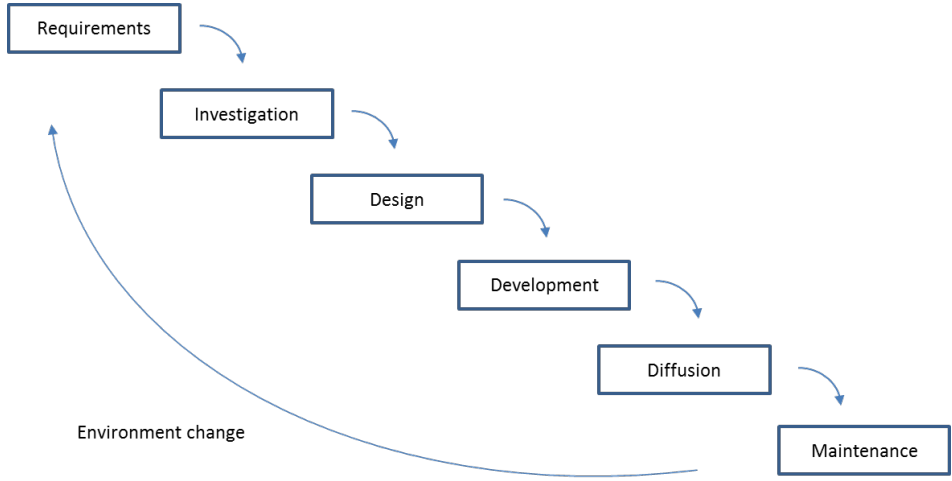 Requirements
Investigation
Design
Development
Diffusion
Environment change
Maintenance